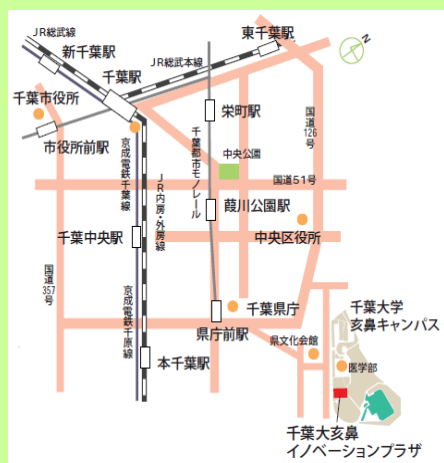 JR総武線
新千葉駅
千葉駅
JR総武本線
東千葉駅
N
千葉市役所
市役所前駅
栄町駅
国道126号
中央公園
京成電鉄千葉線
JR内房・外房線
千葉都市モノレール
国道51号
葭川公園駅
中央区役所
千葉中央駅
国道357号
京成電鉄千原線
千葉県庁
県庁前駅
千葉大学
亥鼻キャンパス
県文化会館
医学部
本千葉駅
千葉大亥鼻
イノベーションプラザ